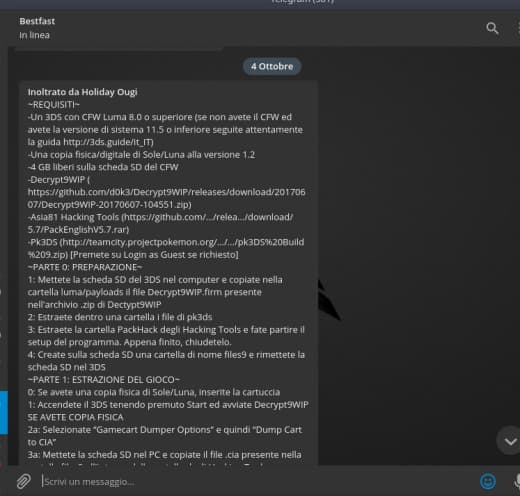 Bestfast
in linea
4 Ottobre
Inoltrato da Holiday Ougi
~REQUISITI~
-Un 3DS con CFW Luma 8.0 o superiore (se non avete il CFW ed
avete la versione di sistema 11.5 o inferiore seguite attentamente
la guida http://3ds.guide/it_IT)
-Una copia fisica/digitale di Sole/Luna alla versione 1.2
-4 GB liberi sulla scheda SD del CFW
-Decrypt9WIP (
https://github.com/d0k3/Decrypt9WIP/releases/download/201706
07/Decrypt9WIP-20170607-104551.zip)
-Asia81 Hacking Tools (https://github.com/.../relea.../download/
5.7/PackEnglishV5.7.rar)
-Pk3DS (http://teamcity.projectpokemon.org/.../.../pk3DS%20Build
%209.zip) [Premete su Login as Guest se richiesto]
~PARTE 0: PREPARAZIONE~
1: Mettete la scheda SD del 3DS nel computer e copiate nella
cartella luma/payloads il file Decrypt9WIP.firm presente
nell'archivio .zip di Dectypt9WIP
2: Estraete dentro una cartella i file di pk3ds
3: Estraete la cartella PackHack degli Hacking Tools e fate partire il
setup del programma. Appena finito, chiudetelo.
4: Create sulla scheda SD una cartella di nome files9 e rimettete la
scheda SD nel 3DS
~PARTE 1: ESTRAZIONE DEL GIOCO~
0: Se avete una copia fisica di Sole/Luna, inserite la cartuccia
1: Accendete il 3DS tenendo premuto Start ed avviate Decrypt9WIP
SE AVETE COPIA FISICA
2a: Selezionate "Gamecart Dumper Options" e quindi "Dump Cart
to CIA"
3a: Mettete la scheda SD nel PC e copiate il file .cia presente nella
Scrivi un messaggio...